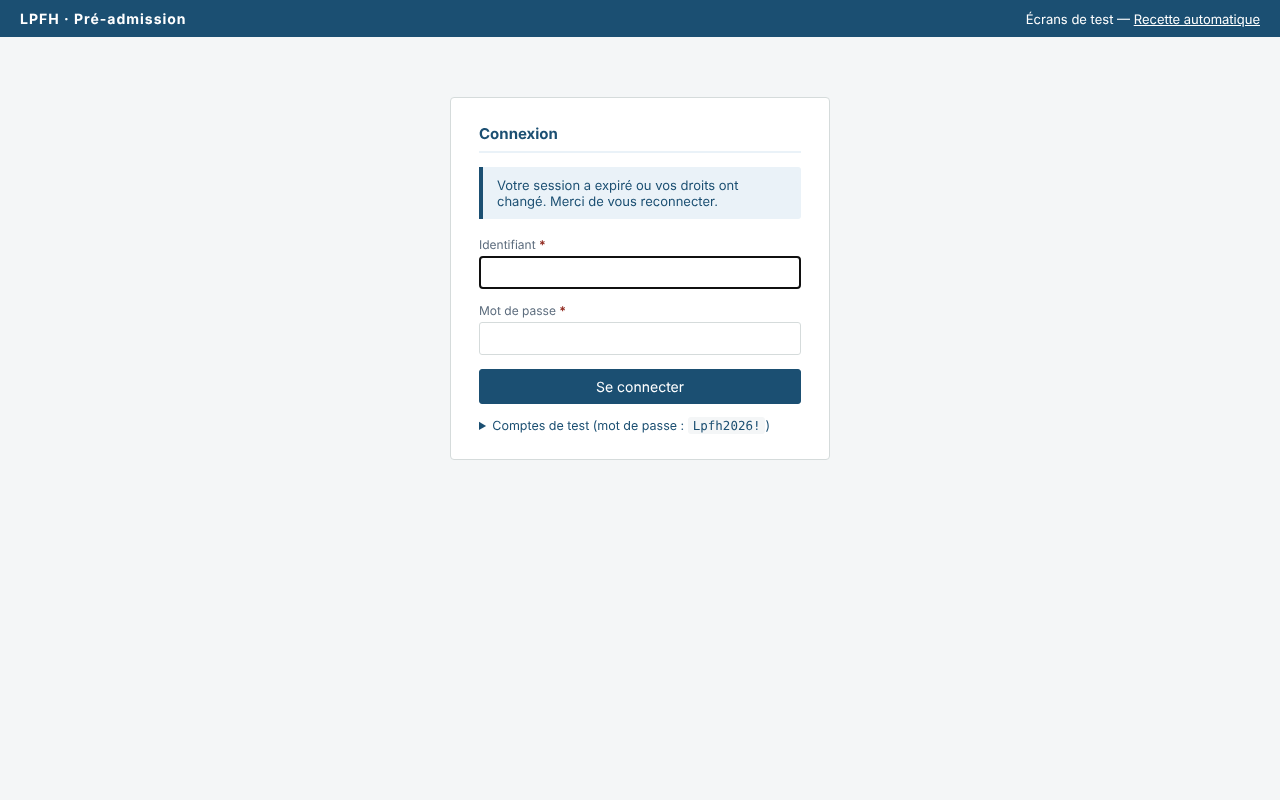 LPFH · Pré-admission
Écrans de test — Recette automatique
Connexion
Votre session a expiré ou vos droits ont
changé. Merci de vous reconnecter.
Identifiant *
Mot de passe *
Se connecter
Comptes de test (mot de passe : Lpfh2026! )